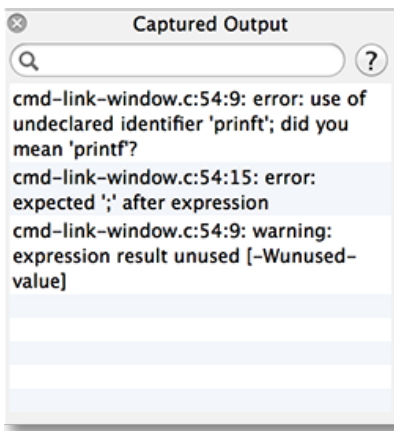 Captured Output
?
cmd-link-window.c:54:9: error: use of
undeclared identifier 'prinft'; did you
mean 'printf'?
cmd-link-window.c:54:15: error:
expected ';' after expression
cmd-link-window.c:54:9: warning:
expression result unused [-Wunused-
value]